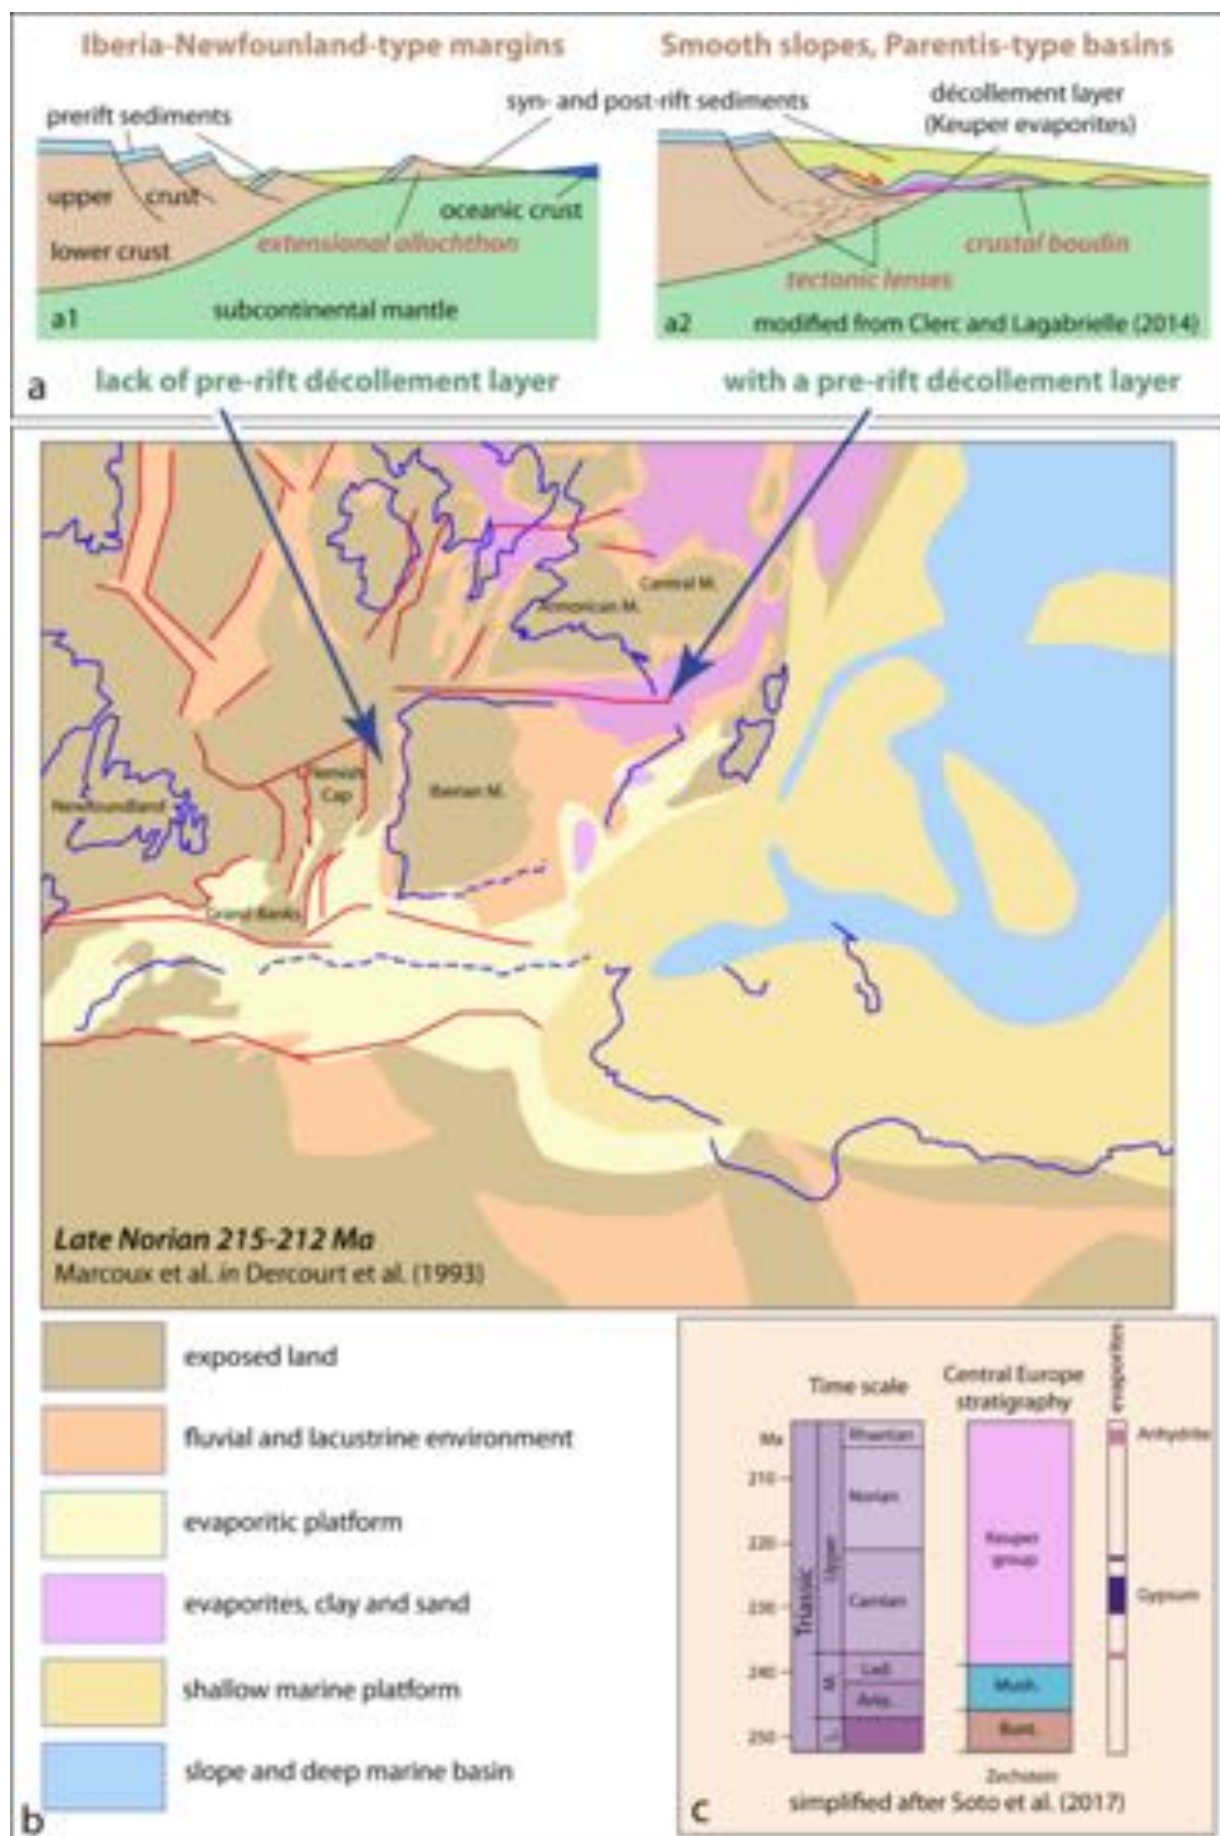 Iberia-Newfounland-type margins
Smooth slopes, Parentis-type basins
prerift sediments
syn- and post-rift sediments
décollement layer
(Keuper evaporites)
upper crust
lower crust
oceanic crust
extensional allochthon
subcontinental mantle
a1
crustal boudin
tectonic lenses
a2
modified from Clerc and Lagabrielle (2014)
a
lack of pre-rift décollement layer
with a pre-rift décollement layer
Central M.
Armorican M.
Flemish
Cap
Iberian M.
Newfoundland
Grand Banks
Late Norian 215-212 Ma
Marcoux et al. in Dercourt et al. (1993)
exposed land
fluvial and lacustrine environment
evaporitic platform
evaporites, clay and sand
shallow marine platform
slope and deep marine basin
b
Time scale
Central Europe
stratigraphy
evaporites
Ma
210
220
230
240
250
Triassic
Upper
M.
L.
Rhaetian
Norian
Carnian
Lad.
Anis.
Keuper
group
Mush.
Bunt.
Zechstein
Anhydrite
Gypsum
simplified after Soto et al. (2017)
c